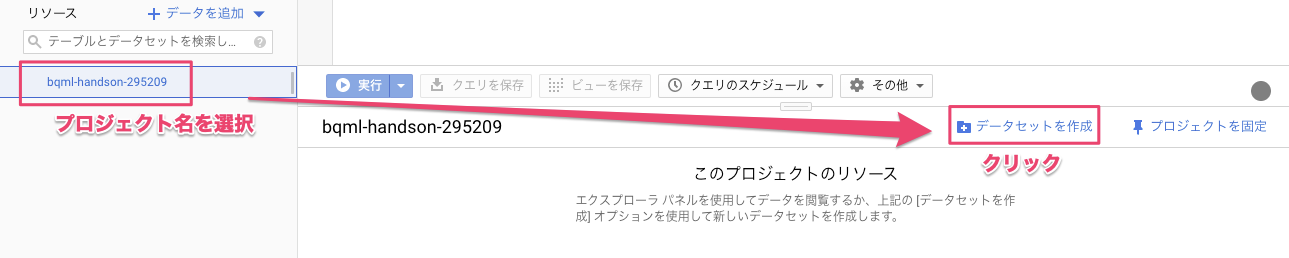 リソース
データを追加
テーブルとデータセットを検索し...
bqml-handson-295209
プロジェクト名を選択
実行
クエリを保存
ビューを保存
クエリのスケジュール
その他
bqml-handson-295209
データセットを作成
プロジェクトを固定
クリック
このプロジェクトのリソース
エクスプローラ パネルを使用してデータを閲覧するか、上記の [データセットを作
成] オプションを使用して新しいデータセットを作成します。